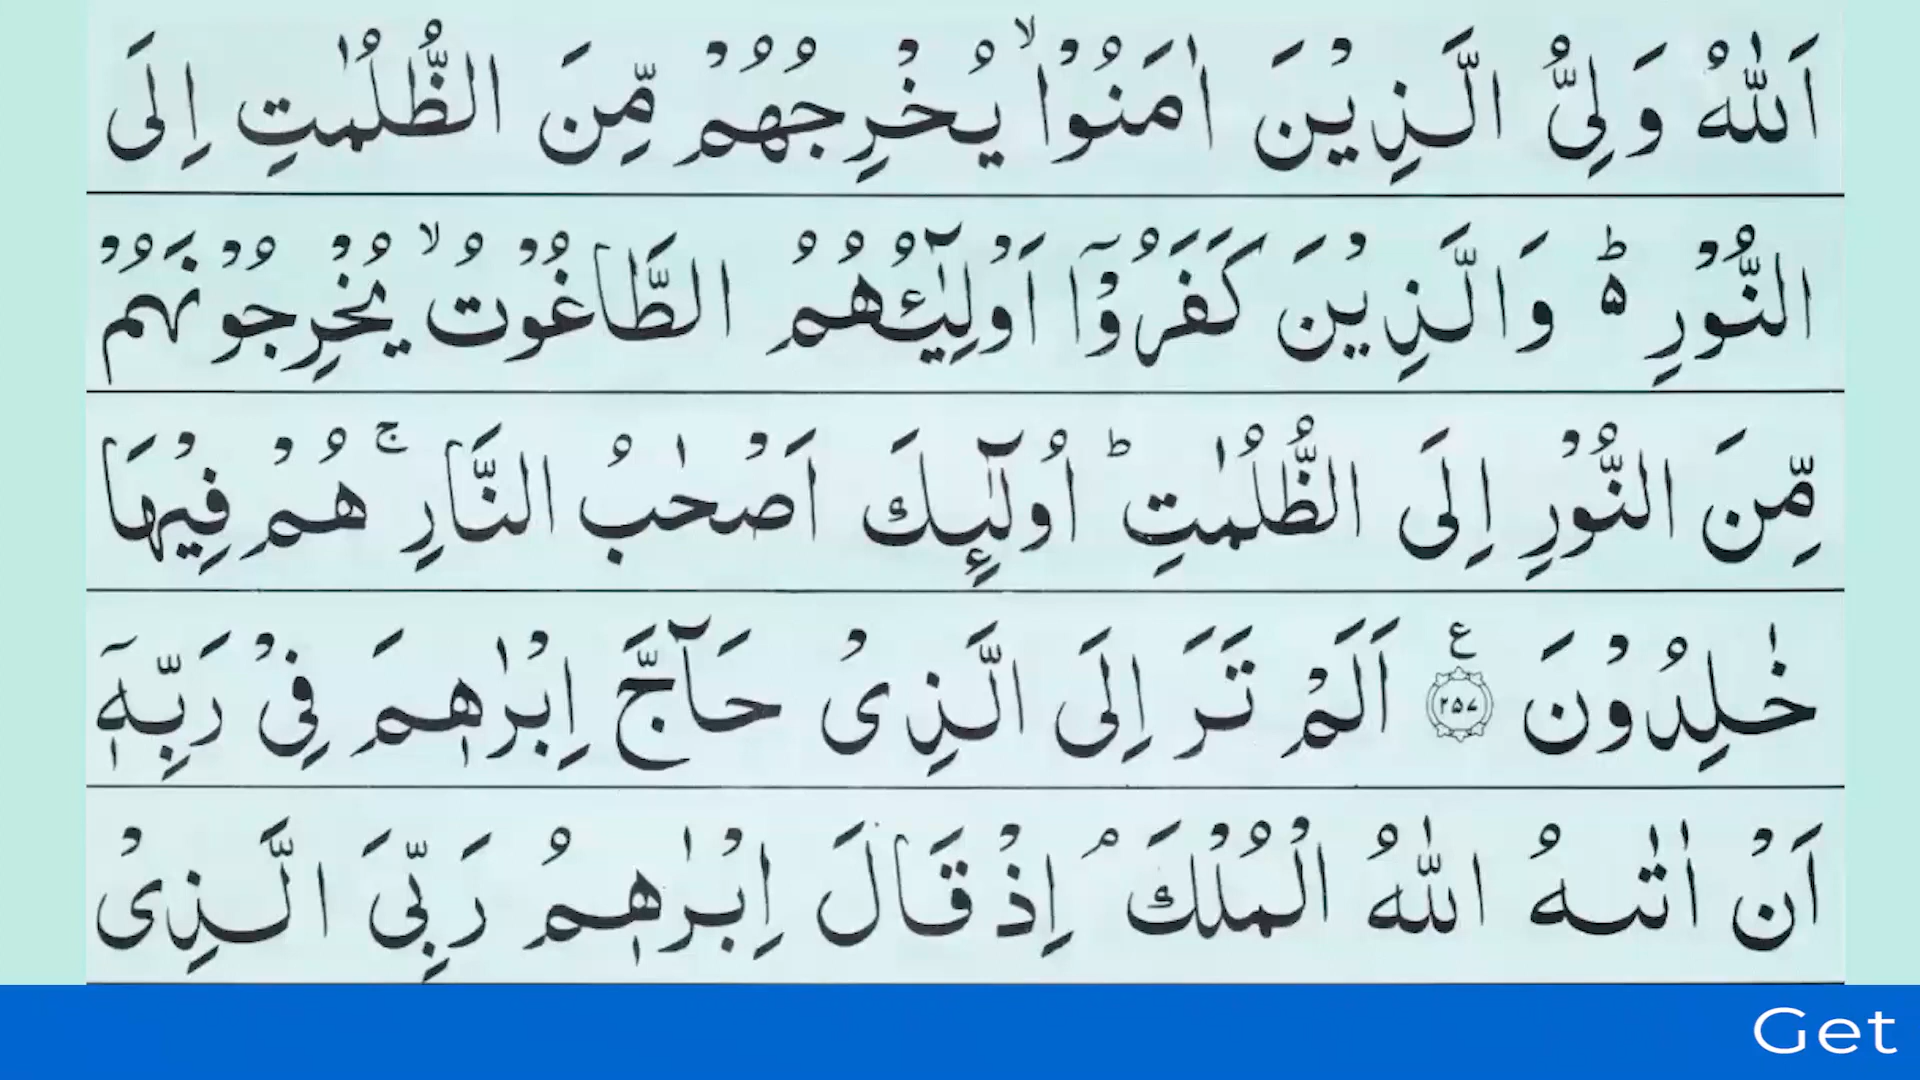 اَللّٰهُ وَلِیُّ الَّذِیْنَ اٰمَنُوْا ۙ یُخْرِجُهُمْ مِّنَ الظُّلُمٰتِ اِلَی
النُّوْرِ ؕ۬ وَالَّذِیْنَ كَفَرُوْۤا اَوْلِیٰٓـُٔهُمُ الطَّاغُوْتُ ۙ یُخْرِجُوْنَهُمْ
مِّنَ النُّوْرِ اِلَی الظُّلُمٰتِ ؕ اُولٰٓىِٕكَ اَصْحٰبُ النَّارِ ۚ هُمْ فِیْهَا
خٰلِدُوْنَ ۧ ﴿۲۵۷﴾ اَلَمْ تَرَ اِلَی الَّذِیْ حَآجَّ اِبْرٰهٖمَ فِیْ رَبِّهٖۤ
اَنْ اٰتٰىهُ اللّٰهُ الْمُلْكَ ۘ اِذْ قَالَ اِبْرٰهٖمُ رَبِّیَ الَّذِیْ
Get